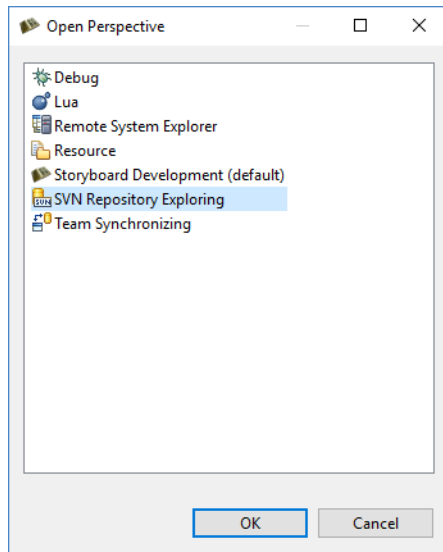 Open Perspective
Debug
Lua
Remote System Explorer
Resource
Storyboard Development (default)
SVN Repository Exploring
Team Synchronizing
OK Cancel